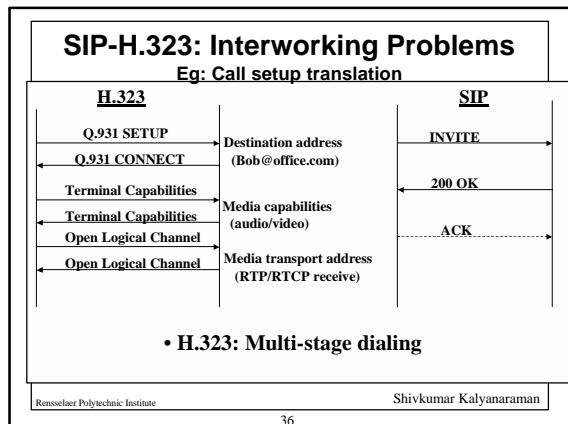 SIP-H.323: Interworking Problems
Eg: Call setup translation
H.323
SIP
Q.931 SETUP
Destination address
(Bob@office.com)
INVITE
Q.931 CONNECT
Terminal Capabilities
200 OK
Media capabilities
(audio/video)
Terminal Capabilities
ACK
Open Logical Channel
Media transport address
(RTP/RTCP receive)
Open Logical Channel
• H.323: Multi-stage dialing
Rensselaer Polytechnic Institute
Shivkumar Kalyanaraman
36